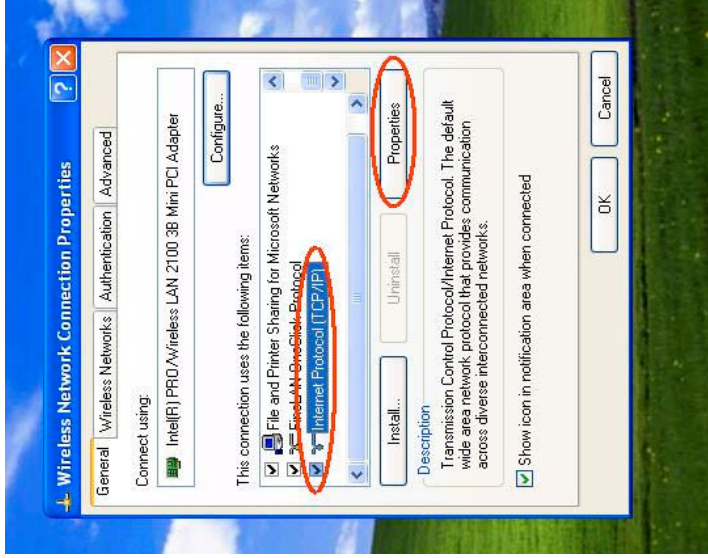 Wireless Network Connection Properties
General
Wireless Networks
Authentication
Advanced
Connect using:
Intel(R) PRO/Wireless LAN 2100 3B Mini PCI Adapter
Configure...
This connection uses the following items:
File and Printer Sharing for Microsoft Networks
FineLAN OneClick Protocol
Internet Protocol (TCP/IP)
Install...
Uninstall
Properties
Description
Transmission Control Protocol/Internet Protocol. The default
wide area network protocol that provides communication
across diverse interconnected networks.
Show icon in notification area when connected
OK
Cancel